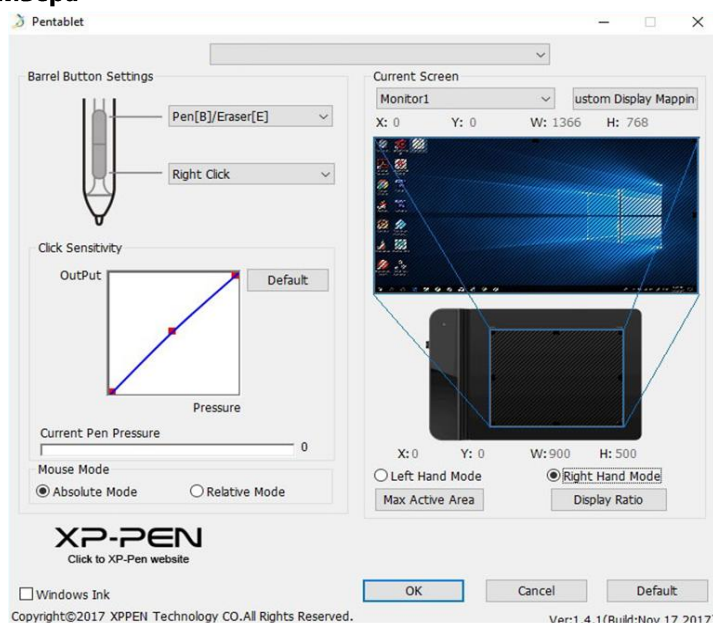 Pentablet
Barrel Button Settings
Pen[B]/Eraser[E]
Right Click
Click Sensitivity
OutPut
Default
Pressure
Current Pen Pressure
0
Mouse Mode
Absolute Mode
Relative Mode
Current Screen
Monitor1
ustom Display Mappin
X: 0 Y: 0 W: 1366 H: 768
X: 0 Y: 0 W: 900 H: 500
Left Hand Mode
Right Hand Mode
Max Active Area
Display Ratio
XP-PEN
Click to XP-Pen website
Windows Ink
OK
Cancel
Default
Copyright©2017 XPPEN Technology CO.All Rights Reserved.
Ver:1.4.1(Build:Nov 17 2017)